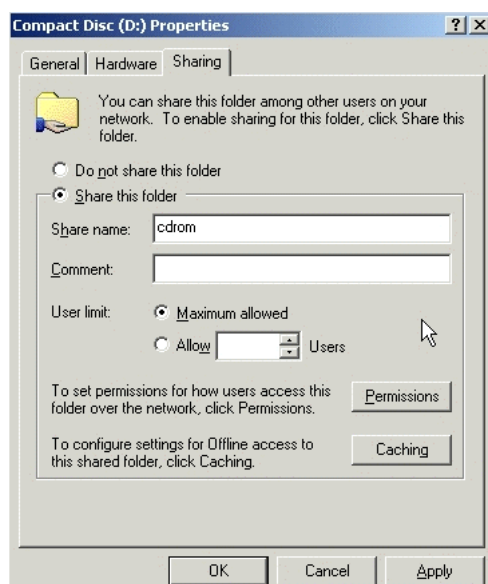 Compact Disc (D:) Properties
General Hardware Sharing
You can share this folder among other users on your
network. To enable sharing for this folder, click Share this
folder.
Do not share this folder
Share this folder
Share name: cdrom
Comment:
User limit: Maximum allowed
Allow Users
To set permissions for how users access this
folder over the network, click Permissions.
Permissions
To configure settings for Offline access to
this shared folder, click Caching.
Caching
OK Cancel Apply